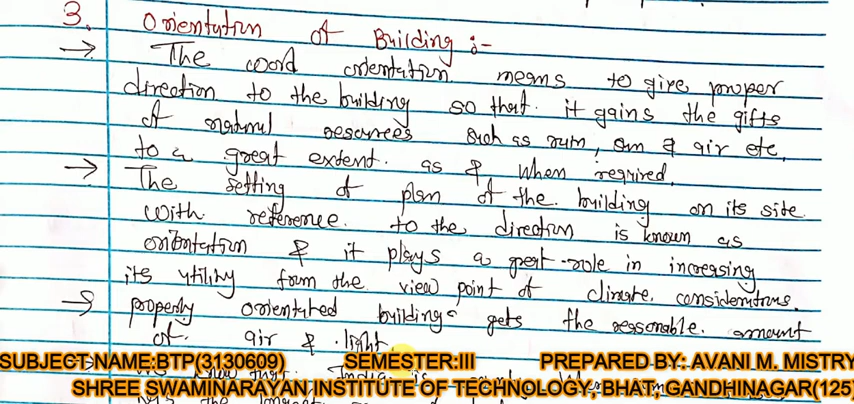 3. Orientation of Building :-
→ The word orientation means to give proper
direction to the building so that it gains the gifts
of natural resources such as rain, sun & air etc.
to a great extent. as & when required.
→ The setting of plan of the building on its site
with reference to the direction is known as
orientation & it plays a great role in increasing
its utility from the view point of climate considerations.
→ properly orientated building gets the reasonable amount
of air & light
SUBJECT NAME:BTP(3130609) SEMESTER:III PREPARED BY: AVANI M. MISTRY
SHREE SWAMINARAYAN INSTITUTE OF TECHNOLOGY, BHAT, GANDHINAGAR(125)